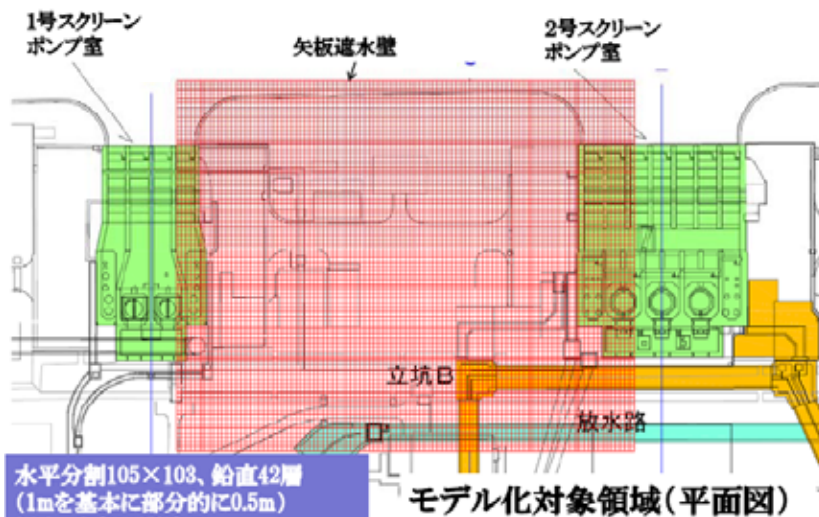 1号スクリーン
ポンプ室
矢板遮水壁
2号スクリーン
ポンプ室
立坑B
放水路
水平分割105×103、鉛直42層
(1mを基本に部分的に0.5m)
モデル化対象領域(平面図)